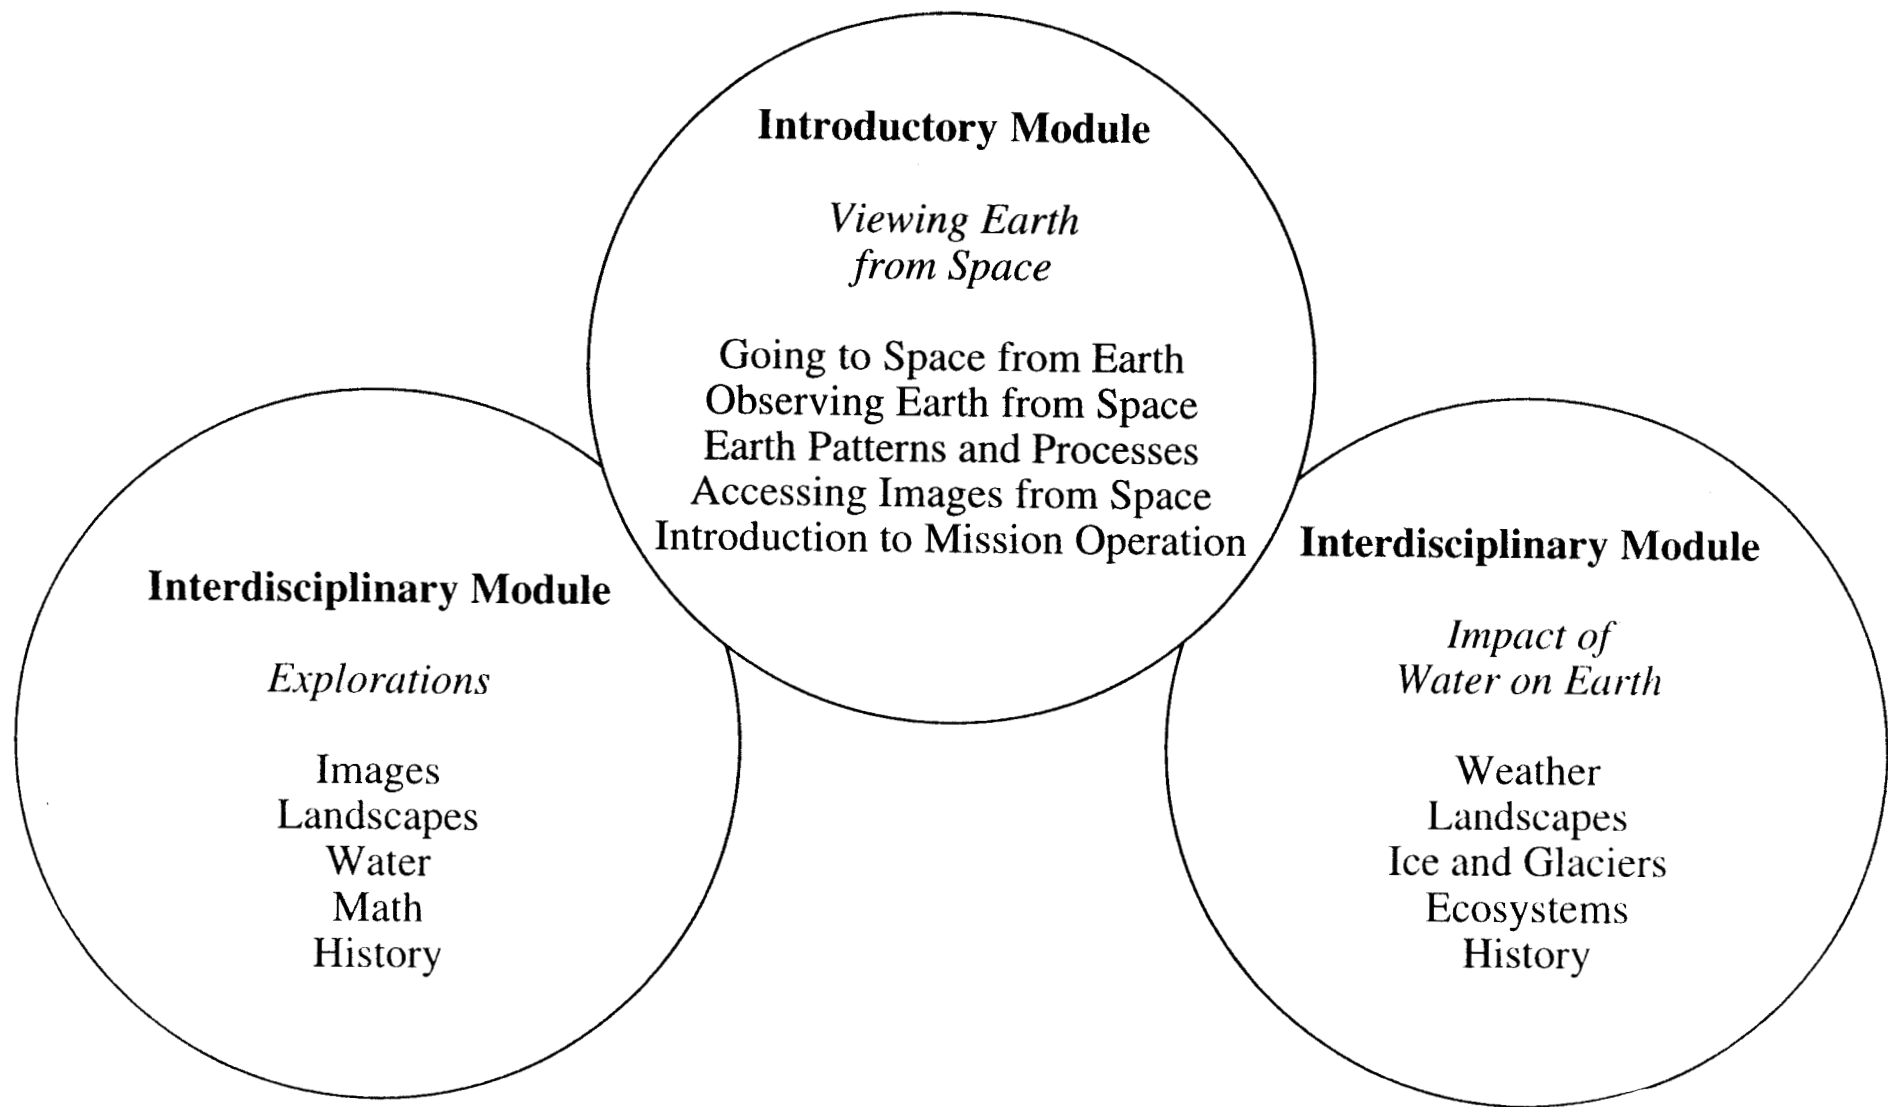 Introductory Module
Viewing Earth
from Space
Going to Space from Earth
Observing Earth from Space
Earth Patterns and Processes
Accessing Images from Space
Introduction to Mission Operation
Interdisciplinary Module
Explorations
Images
Landscapes
Water
Math
History
Interdisciplinary Module
Impact of
Water on Earth
Weather
Landscapes
Ice and Glaciers
Ecosystems
History